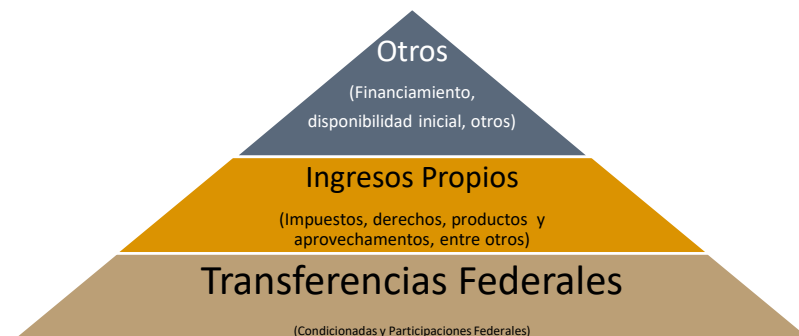 Otros
(Financiamiento,
disponibilidad inicial, otros)
Ingresos Propios
(Impuestos, derechos, productos y
aprovechamentos, entre otros)
Transferencias Federales
(Condicionadas y Participaciones Federales)